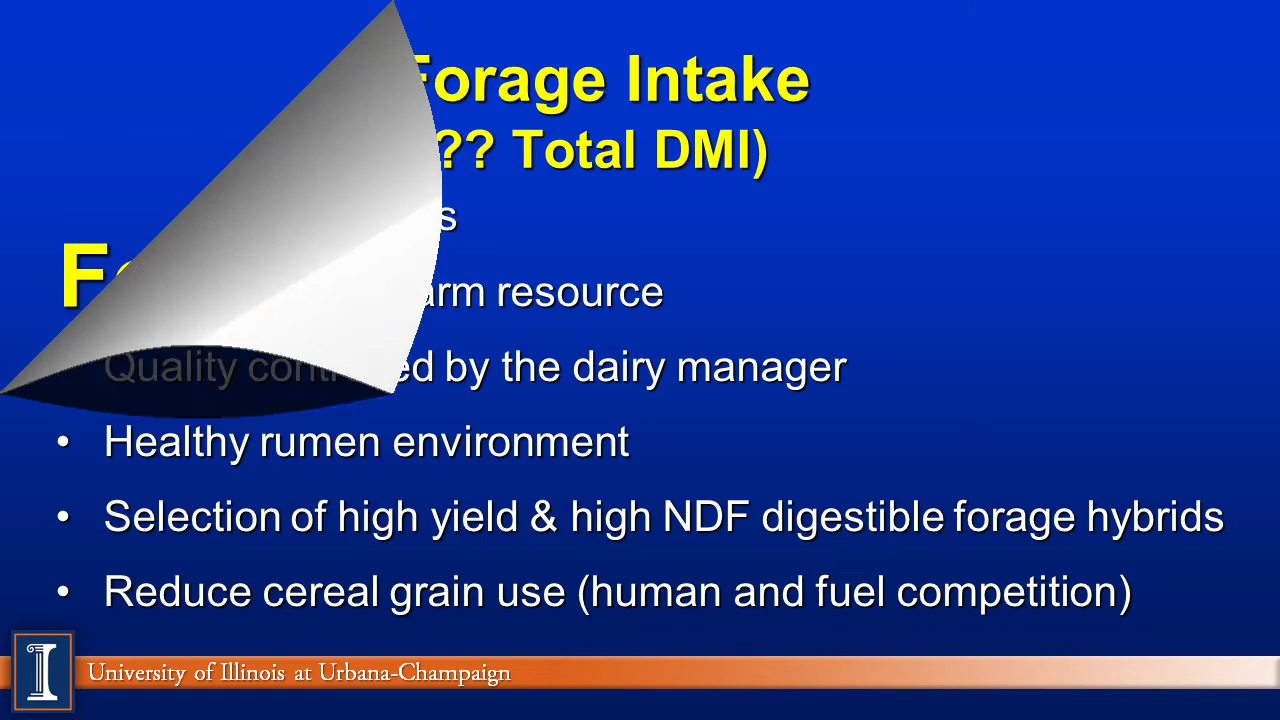 Forage Intake
?? Total DMI)
s
Fo
arm resource
Quality controlled by the dairy manager
• Healthy rumen environment
• Selection of high yield & high NDF digestible forage hybrids
• Reduce cereal grain use (human and fuel competition)
I University of Illinois at Urbana-Champaign